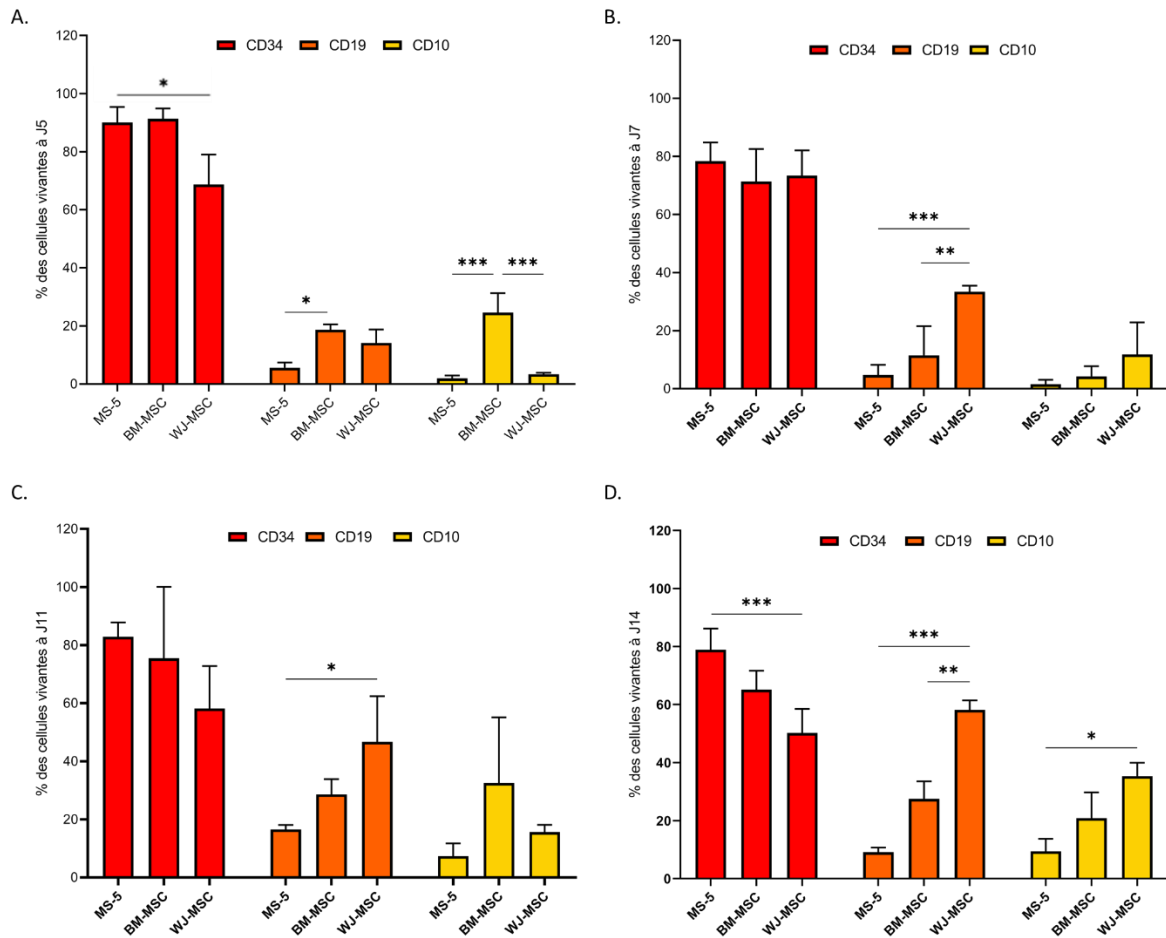 A.
CD34 CD19 CD10
% des cellules vivantes à J5
120
100
80
60
40
20
0
*
*
*** ***
MS-5 BM-MSC WJ-MSC MS-5 BM-MSC WJ-MSC MS-5 BM-MSC WJ-MSC
B.
CD34 CD19 CD10
% des cellules vivantes à J7
120
100
80
60
40
20
0
***
**
MS-5 BM-MSC WJ-MSC MS-5 BM-MSC WJ-MSC MS-5 BM-MSC WJ-MSC
C.
CD34 CD19 CD10
% des cellules vivantes à J11
120
100
80
60
40
20
0
*
MS-5 BM-MSC WJ-MSC MS-5 BM-MSC WJ-MSC MS-5 BM-MSC WJ-MSC
D.
CD34 CD19 CD10
% des cellules vivantes à J14
120
100
80
60
40
20
0
***
***
**
*
MS-5 BM-MSC WJ-MSC MS-5 BM-MSC WJ-MSC MS-5 BM-MSC WJ-MSC